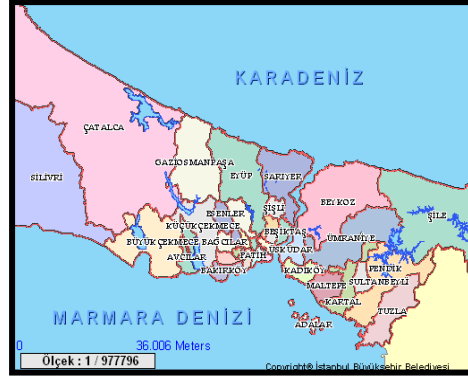 KARADENİZ
ÇATALCA
GAZİOSMANPAŞA
EYÜP
SARIYER
SİLİVRİ
BEYKOZ
ŞİLE
ESENLER
ŞİŞLİ
KÜÇÜKÇEKMECE
BEŞİKTAŞ
ÜMRANİYE
BÜYÜKÇEKMECE
BAĞCILAR
ÜSKÜDAR
AVCILAR
FATİH
BAKIRKÖY
KADIKÖY
PENDİK
MALTEPE
SULTANBEYLİ
KARTAL
TUZLA
ADALAR
MARMARA DENİZİ
0 36.006 Meters
Ölçek : 1 / 977796
Copyright® İstanbul Büyükşehir Belediyesi